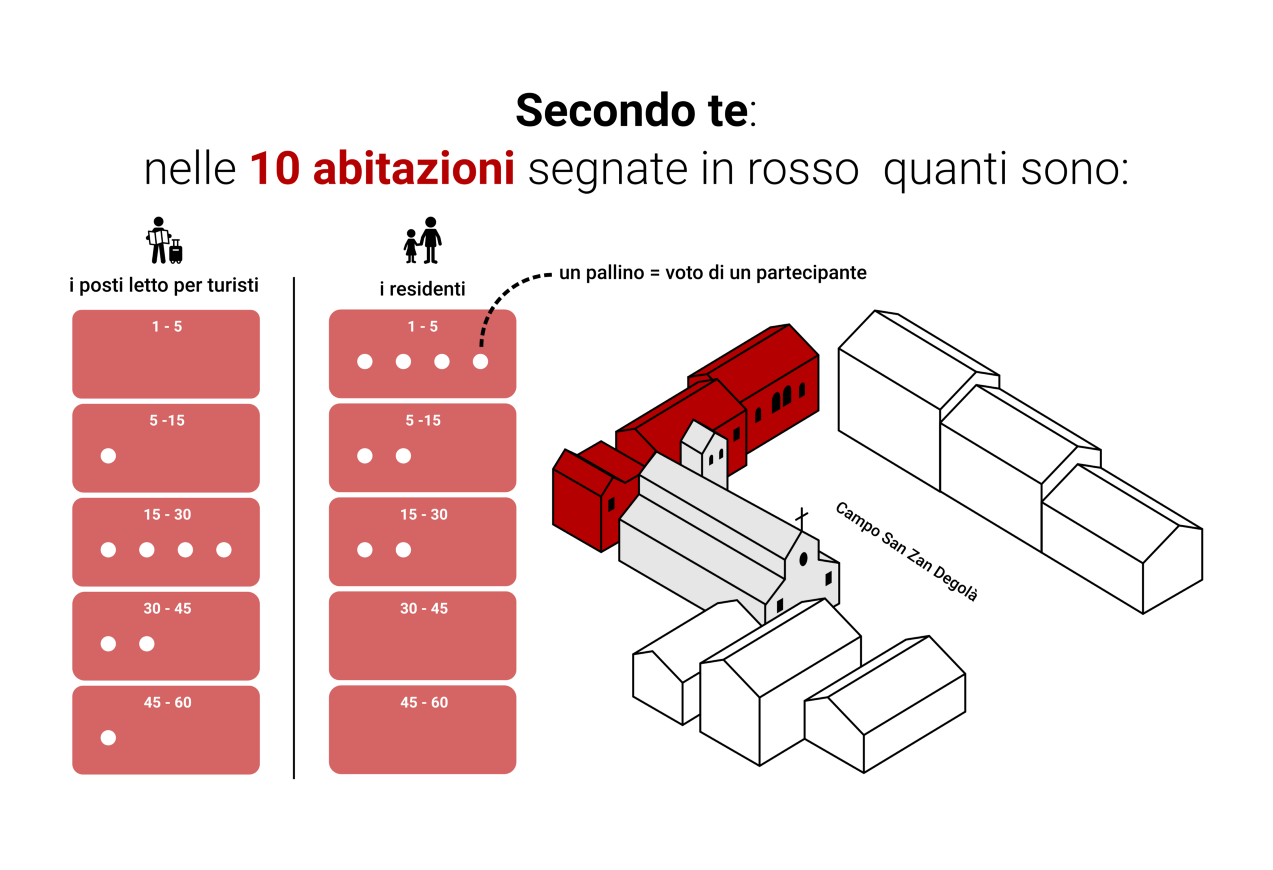 Secondo te:
nelle 10 abitazioni segnate in rosso quanti sono:
i posti letto per turisti
1 - 5
5 -15
15 - 30
30 - 45
45 - 60
i residenti
1 - 5
5 -15
15 - 30
30 - 45
45 - 60
un pallino = voto di un partecipante
Campo San Zan Degolà